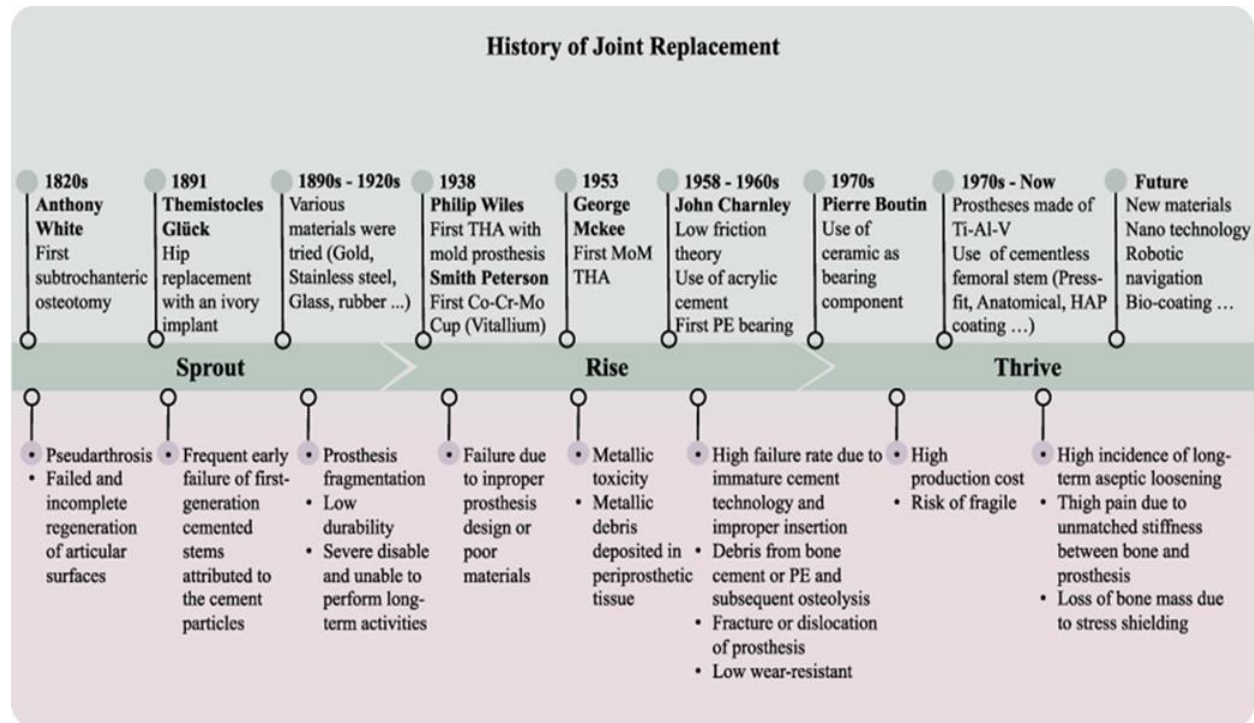 History of Joint Replacement
1820s
Anthony
White
First
subtrochanteric
osteotomy
1891
Themistocles
Glück
Hip
replacement
with an ivory
implant
1890s - 1920s
Various
materials were
tried (Gold,
Stainless steel,
Glass, rubber ...)
1938
Philip Wiles
First THA with
mold prosthesis
Smith Peterson
First Co-Cr-Mo
Cup (Vitallium)
1953
George
Mckee
First MoM
THA
1958 - 1960s
John Charnley
Low friction
theory
Use of acrylic
cement
First PE bearing
1970s
Pierre Boutin
Use of
ceramic as
bearing
component
1970s - Now
Prostheses made of
Ti-Al-V
Use of cementless
femoral stem (Press-
fit, Anatomical, HAP
coating ...)
Future
New materials
Nano technology
Robotic
navigation
Bio-coating ...
Sprout
Rise
Thrive
• Pseudarthrosis
• Failed and
incomplete
regeneration
of articular
surfaces
• Frequent early
failure of first-
generation
cemented
stems
attributed to
the cement
particles
• Prosthesis
fragmentation
• Low
durability
• Severe disable
and unable to
perform long-
term activities
• Failure due
to inproper
prosthesis
design or
poor
materials
• Metallic
toxicity
• Metallic
debris
deposited in
periprosthetic
tissue
• High failure rate due to
immature cement
technology and
improper insertion
• Debris from bone
cement or PE and
subsequent osteolysis
• Fracture or dislocation
of prosthesis
• Low wear-resistant
• High
production cost
• Risk of fragile
• High incidence of long-
term aseptic loosening
• Thigh pain due to
unmatched stiffness
between bone and
prosthesis
• Loss of bone mass due
to stress shielding